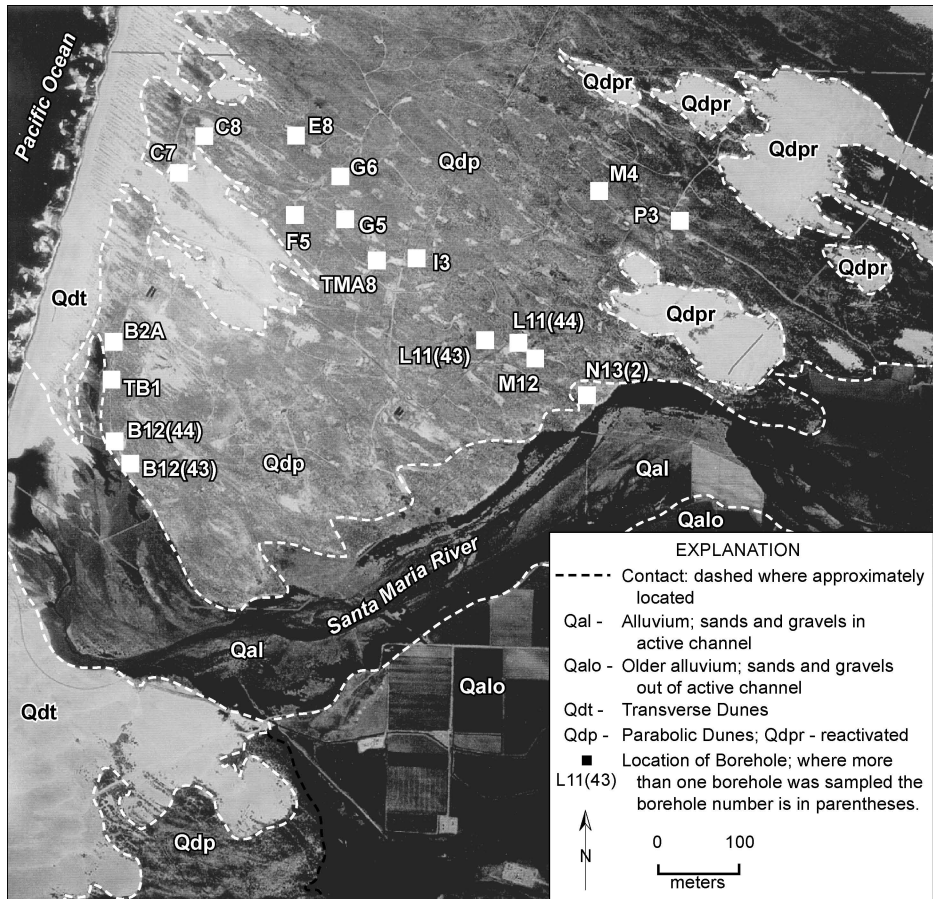 Pacific Ocean
Qdpr
Qdpr
Qdpr
C8
E8
C7
G6
Qdp
M4
P3
F5
G5
I3
TMA8
Qdpr
Qdt
Qdpr
B2A
L11(44)
L11(43)
TB1
M12
N13(2)
B12(44)
B12(43)
Qdp
Qal
Qalo
Santa Maria River
Qal
Qalo
Qdt
Qdp
EXPLANATION
Contact: dashed where approximately
located
Qal - Alluvium; sands and gravels in
active channel
Qalo - Older alluvium; sands and gravels
out of active channel
Qdt - Transverse Dunes
Qdp - Parabolic Dunes; Qdpr - reactivated
Location of Borehole; where more
L11(43) than one borehole was sampled the
borehole number is in parentheses.
N
0 100
meters